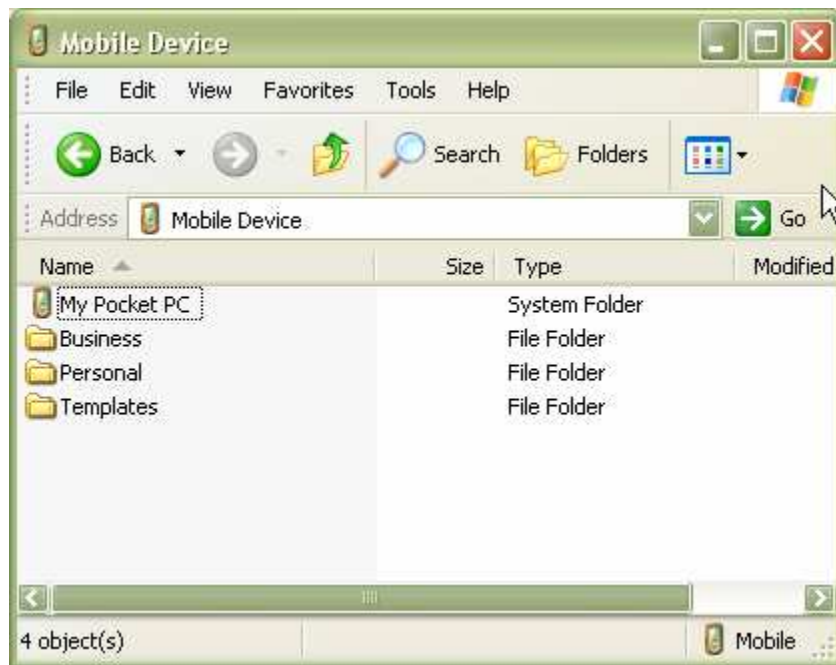 Mobile Device
File Edit View Favorites Tools Help
Back Search Folders
Address Mobile Device Go
Name Size Type Modified
My Pocket PC System Folder
Business File Folder
Personal File Folder
Templates File Folder
4 object(s) Mobile